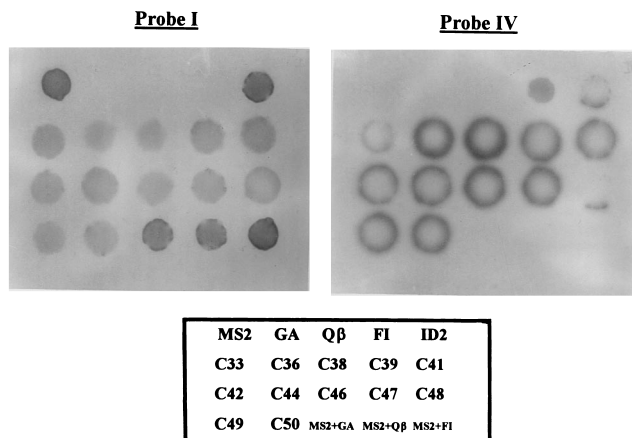 Probe I Probe IV
MS2 GA Qβ FI ID2
C33 C36 C38 C39 C41
C42 C44 C46 C47 C48
C49 C50 MS2+GA MS2+Qβ MS2+FI